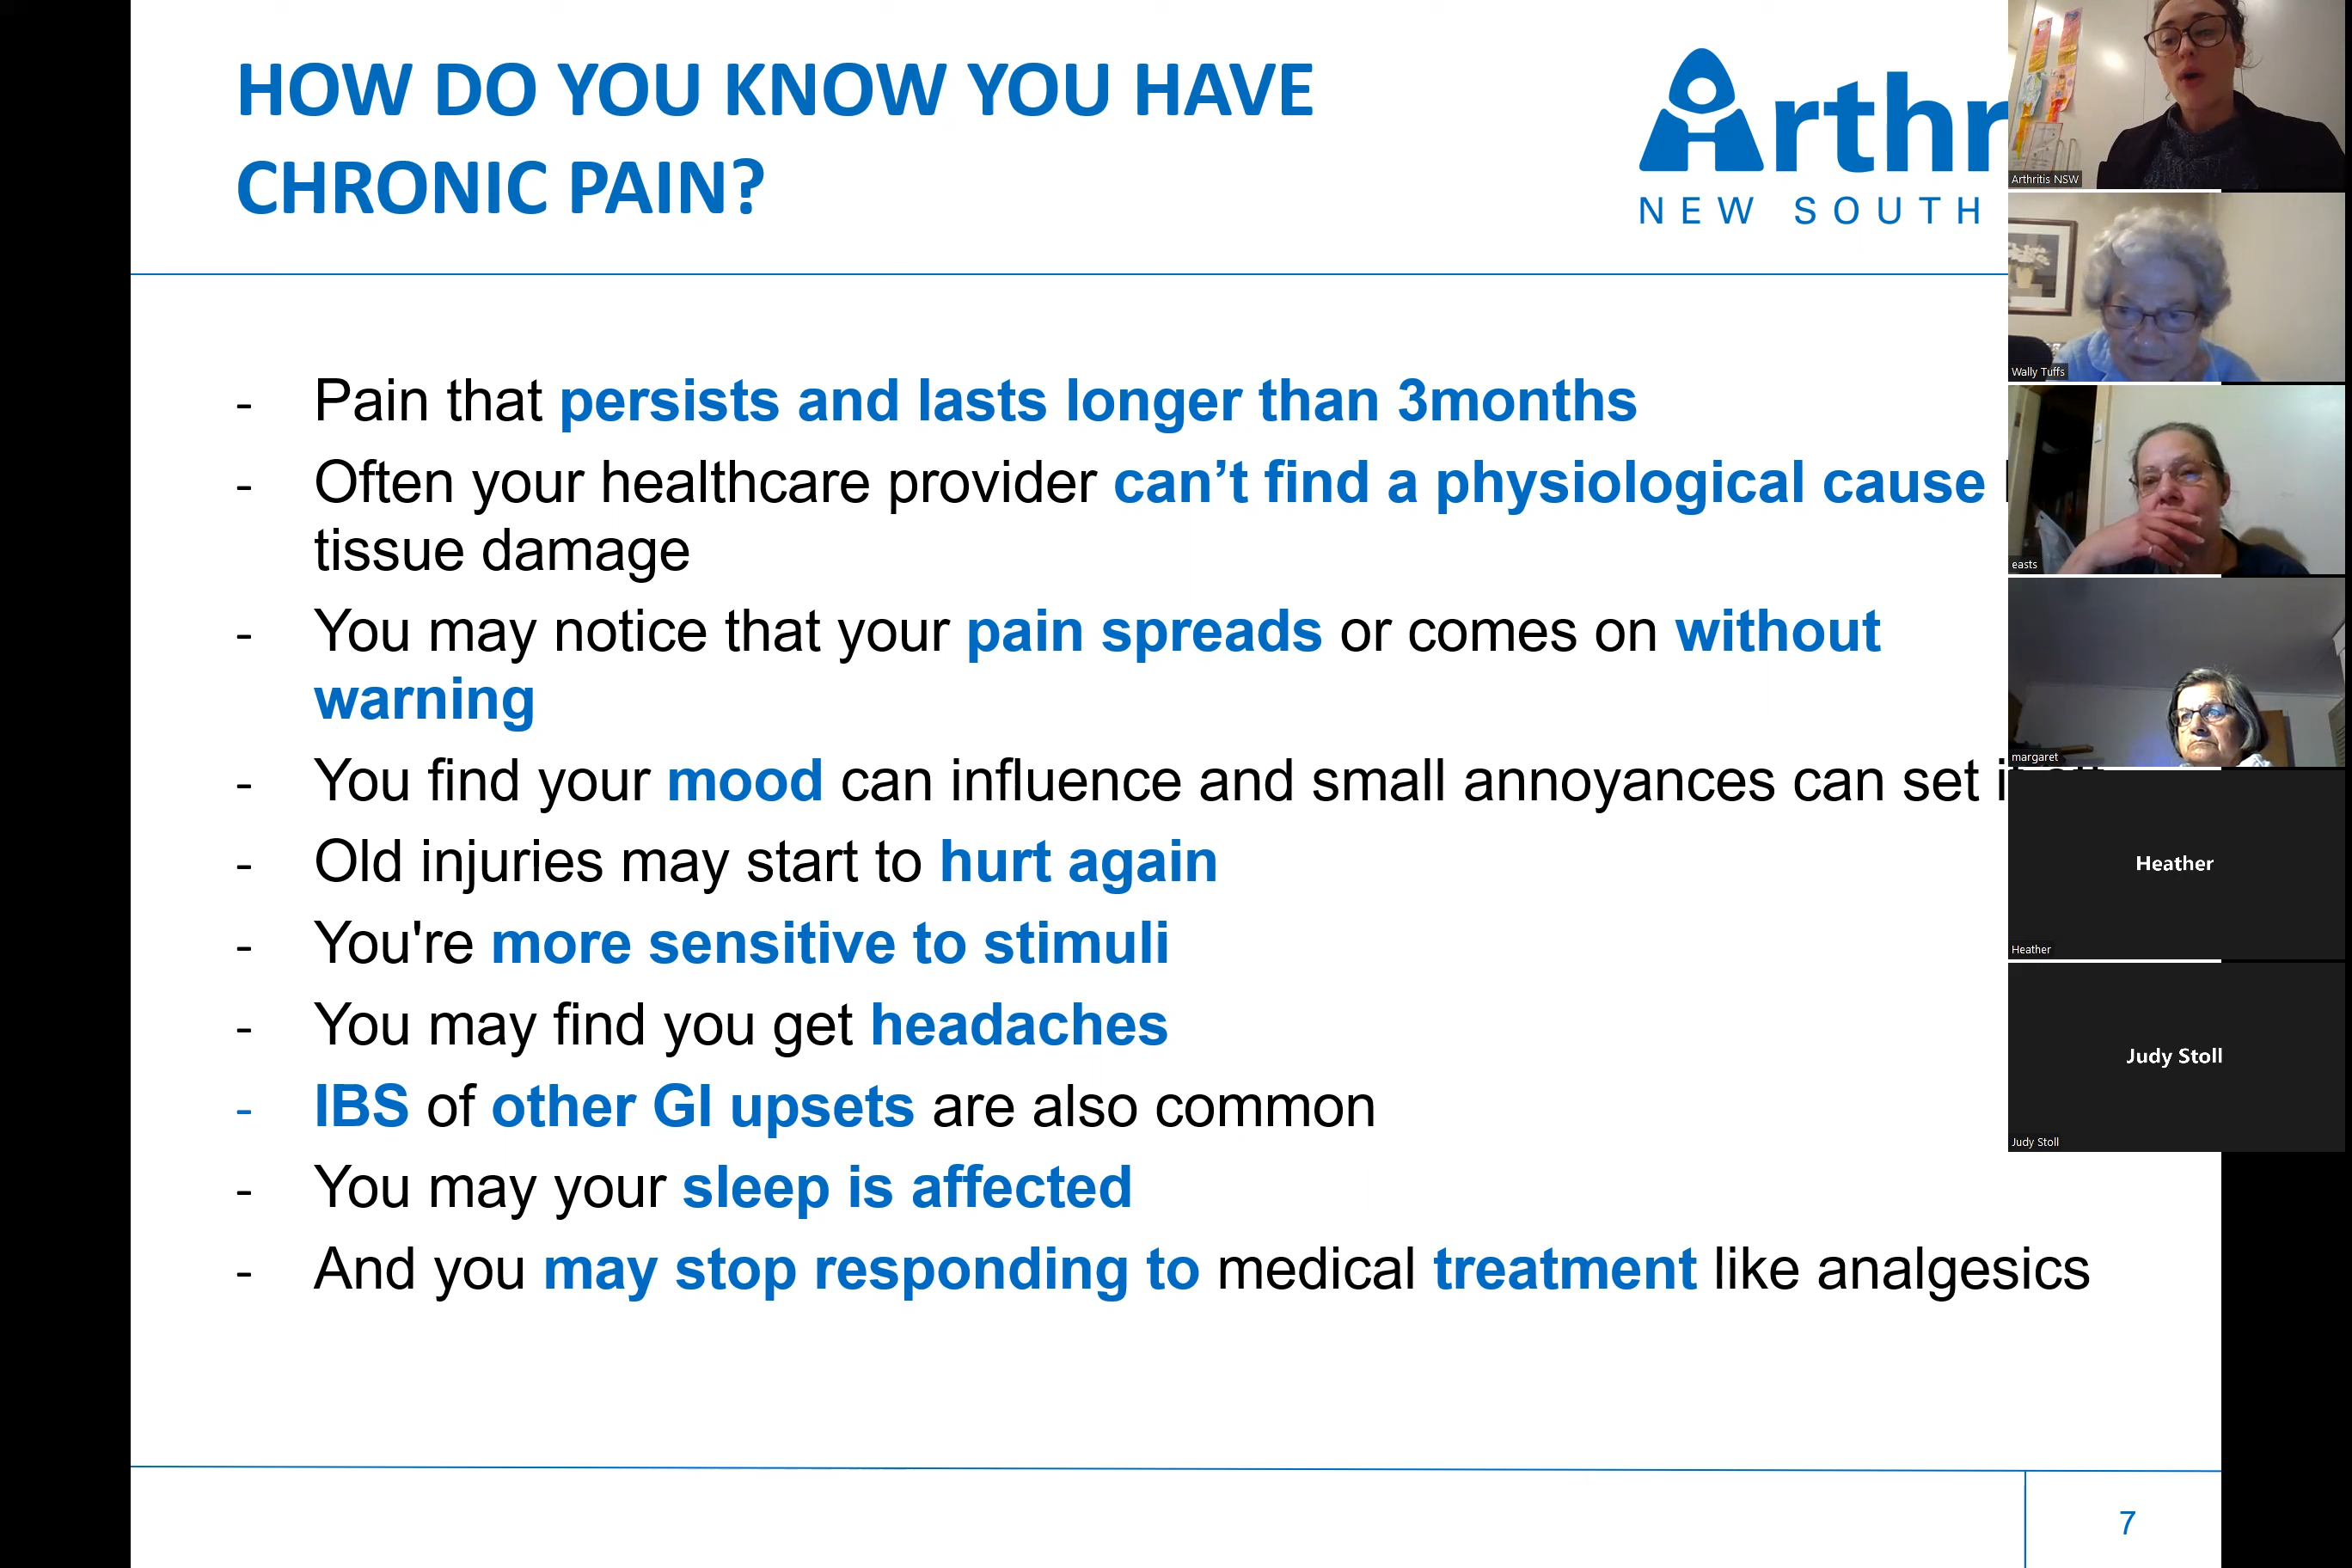 HOW DO YOU KNOW YOU HAVE
CHRONIC PAIN?
Arthr
NEW SOUTH
- Pain that persists and lasts longer than 3months
- Often your healthcare provider can’t find a physiological cause
tissue damage
- You may notice that your pain spreads or comes on without
warning
- You find your mood can influence and small annoyances can set
- Old injuries may start to hurt again
- You're more sensitive to stimuli
- You may find you get headaches
- IBS of other GI upsets are also common
- You may your sleep is affected
- And you may stop responding to medical treatment like analgesics
7
Arthritis NSW
Wally Tuffs
easts
margaret
Heather
Heather
Judy Stoll
Judy Stoll